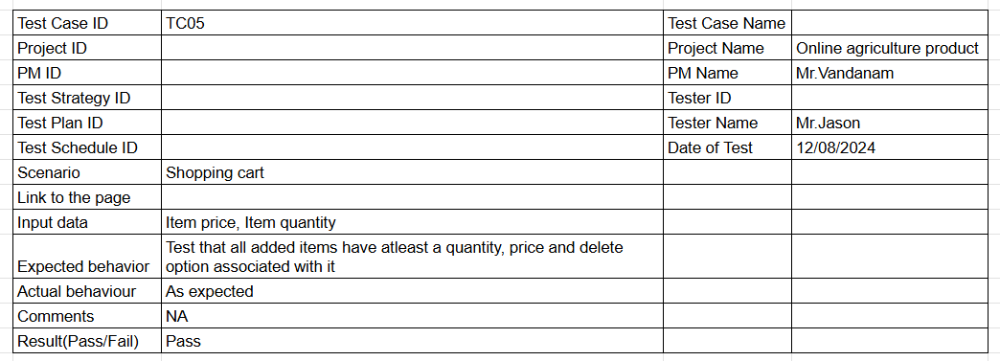 Test Case ID TC05 Test Case Name
Project ID Project Name Online agriculture product
PM ID PM Name Mr.Vandanam
Test Strategy ID Tester ID
Test Plan ID Tester Name Mr.Jason
Test Schedule ID Date of Test 12/08/2024
Scenario Shopping cart
Link to the page
Input data Item price, Item quantity
Test that all added items have atleast a quantity, price and delete
Expected behavior option associated with it
Actual behaviour As expected
Comments NA
Result(Pass/Fail) Pass